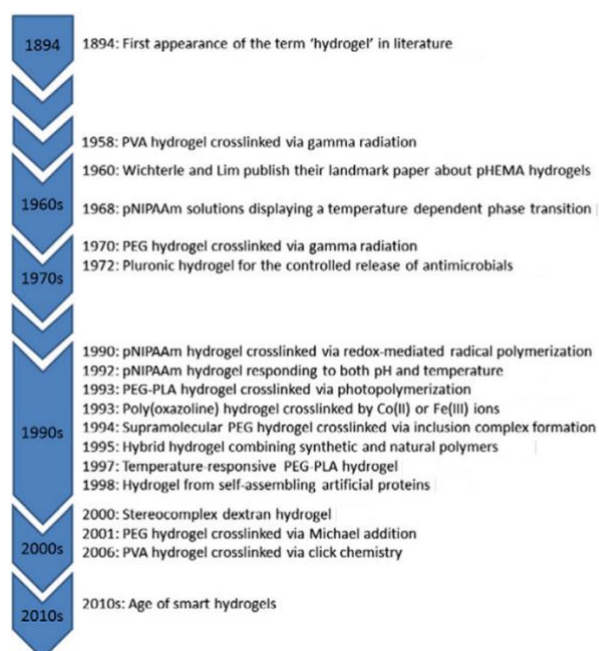 1894
1894: First appearance of the term 'hydrogel' in literature
1958: PVA hydrogel crosslinked via gamma radiation
1960: Wichterle and Lim publish their landmark paper about pHEMA hydrogels
1960s
1968: pNIPAAm solutions displaying a temperature dependent phase transition
1970: PEG hydrogel crosslinked via gamma radiation
1972: Pluronic hydrogel for the controlled release of antimicrobials
1970s
1990: pNIPAAm hydrogel crosslinked via redox-mediated radical polymerization
1992: pNIPAAm hydrogel responding to both pH and temperature
1993: PEG-PLA hydrogel crosslinked via photopolymerization
1993: Poly(oxazoline) hydrogel crosslinked by Co(II) or Fe(III) ions
1994: Supramolecular PEG hydrogel crosslinked via inclusion complex formation
1990s
1995: Hybrid hydrogel combining synthetic and natural polymers
1997: Temperature-responsive PEG-PLA hydrogel
1998: Hydrogel from self-assembling artificial proteins
2000: Stereocomplex dextran hydrogel
2001: PEG hydrogel crosslinked via Michael addition
2000s
2006: PVA hydrogel crosslinked via click chemistry
2010s: Age of smart hydrogels
2010s